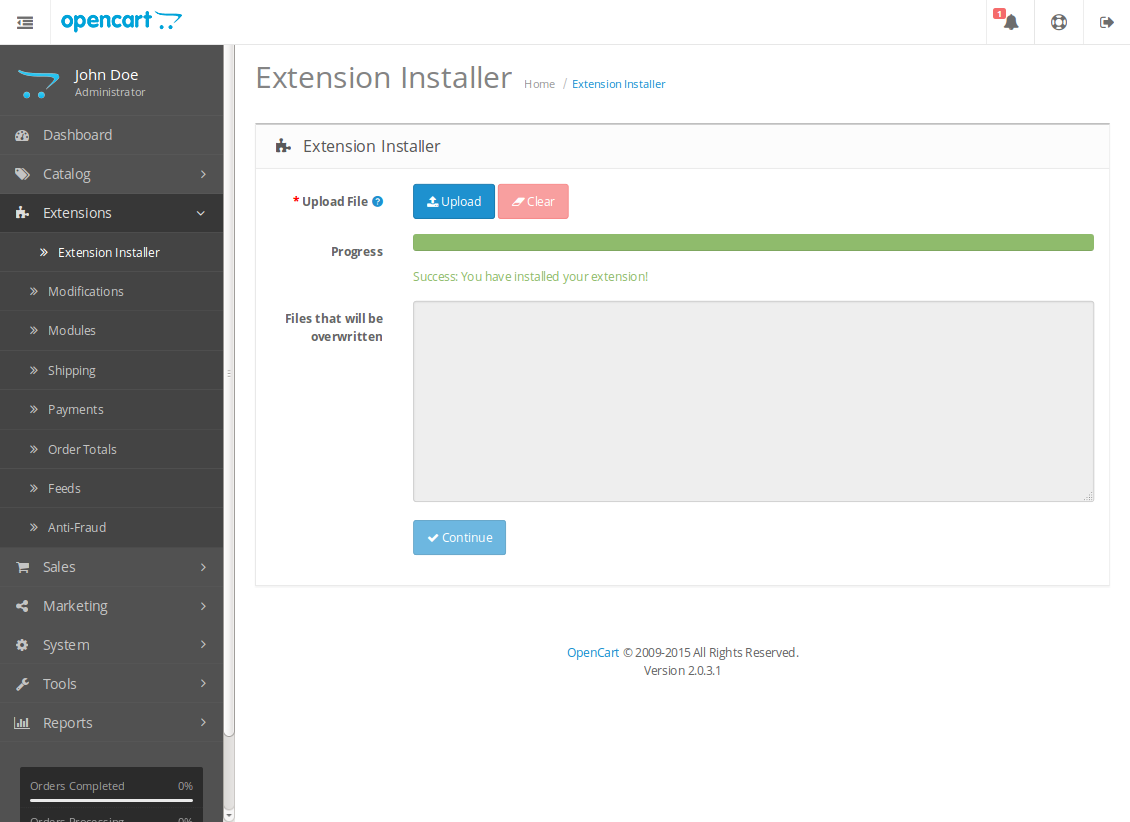 opencart
1
John Doe
Administrator
Dashboard
Catalog
Extensions
Extension Installer
Modifications
Modules
Shipping
Payments
Order Totals
Feeds
Anti-Fraud
Sales
Marketing
System
Tools
Reports
Orders Completed 0%
Orders Processing 0%
Extension Installer Home / Extension Installer
Extension Installer
* Upload File ? Upload Clear
Progress
Success: You have installed your extension!
Files that will be
overwritten
Continue
OpenCart © 2009-2015 All Rights Reserved.
Version 2.0.3.1